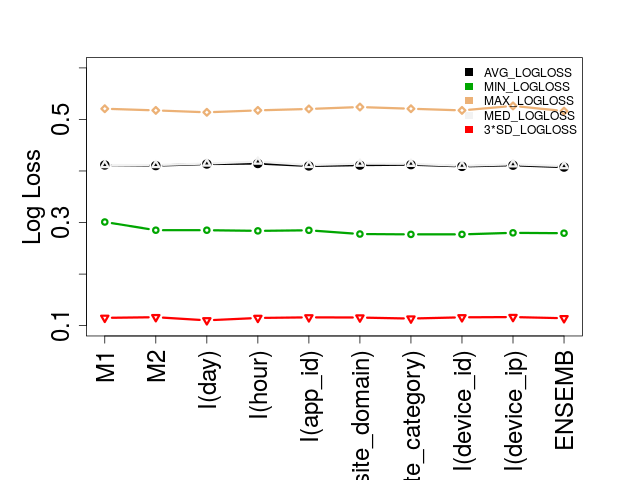 AVG_LOGLOSS
MIN_LOGLOSS
MAX_LOGLOSS
MED_LOGLOSS
3*SD_LOGLOSS
Log Loss
0.5
0.3
0.1
M1
M2
I(day)
I(hour)
I(app_id)
site_domain)
te_category)
I(device_id)
I(device_ip)
ENSEMB